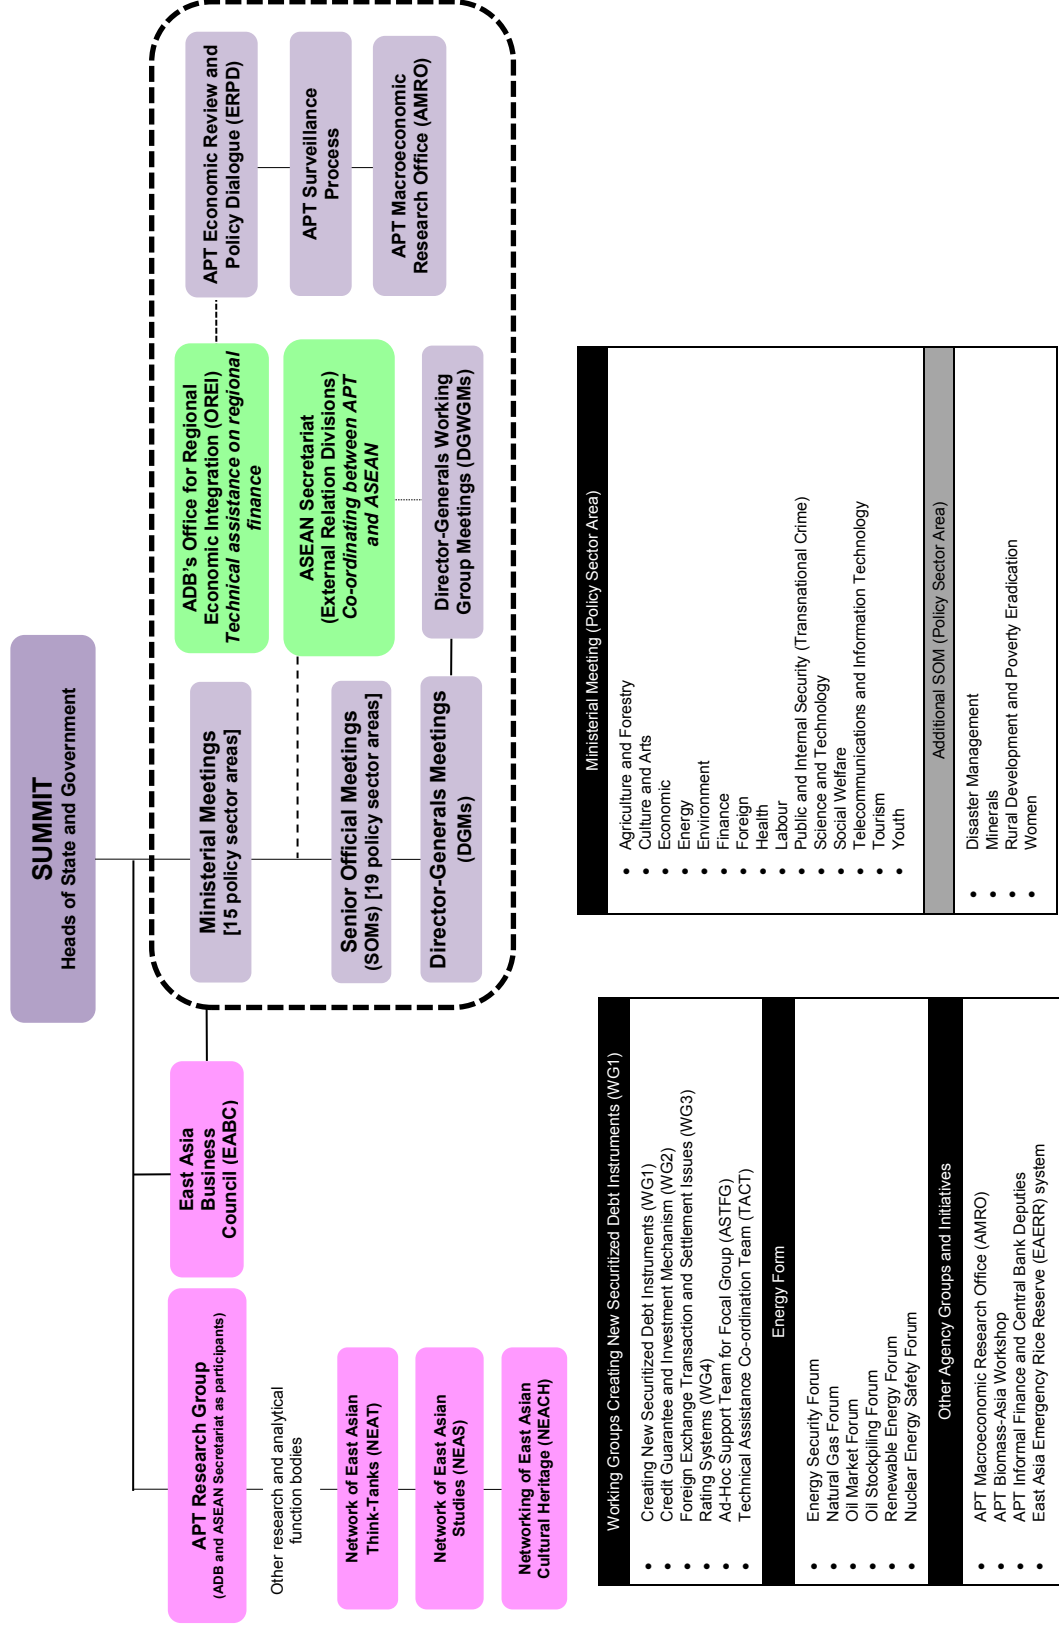 SUMMIT
Heads of State and Government
APT Research Group
(ADB and ASEAN Secretariat as participants)
Other research and analytical
function bodies
Network of East Asian
Think-Tanks (NEAT)
Network of East Asian
Studies (NEAS)
Networking of East Asian
Cultural Heritage (NEACH)
East Asia
Business
Council (EABC)
Ministerial Meetings
[15 policy sector areas]
Senior Official Meetings
(SOMs) [19 policy sector areas]
Director-Generals Meetings
(DGMs)
ADB's Office for Regional
Economic Integration (OREI)
Technical assistance on regional
finance
ASEAN Secretariat
(External Relation Divisions)
Co-ordinating between APT
and ASEAN
Director-Generals Working
Group Meetings (DGWGMs)
APT Economic Review and
Policy Dialogue (ERPD)
APT Surveillance
Process
APT Macroeconomic
Research Office (AMRO)
Working Groups Creating New Securitized Debt Instruments (WG1)
• Creating New Securitized Debt Instruments (WG1)
• Credit Guarantee and Investment Mechanism (WG2)
• Foreign Exchange Transaction and Settlement Issues (WG3)
• Rating Systems (WG4)
• Ad-Hoc Support Team for Focal Group (ASTFG)
• Technical Assistance Co-ordination Team (TACT)
Energy Form
• Energy Security Forum
• Natural Gas Forum
• Oil Market Forum
• Oil Stockpiling Forum
• Renewable Energy Forum
• Nuclear Energy Safety Forum
Other Agency Groups and Initiatives
• APT Macroeconomic Research Office (AMRO)
• APT Biomass-Asia Workshop
• APT Informal Finance and Central Bank Deputies
• East Asia Emergency Rice Reserve (EAERR) system
Ministerial Meeting (Policy Sector Area)
• Agriculture and Forestry
• Culture and Arts
• Economic
• Energy
• Environment
• Finance
• Foreign
• Health
• Labour
• Public and Internal Security (Transnational Crime)
• Science and Technology
• Social Welfare
• Telecommunications and Information Technology
• Tourism
• Youth
Additional SOM (Policy Sector Area)
• Disaster Management
• Minerals
• Rural Development and Poverty Eradication
• Women